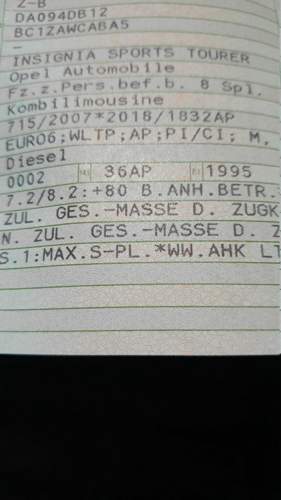 Z-B
DA094DB12
BC1ZAWCABA5
–
INSIGNIA SPORTS TOURER
Opel Automobile
Fz.z.Pers.bef.b. 8 Spl.
Kombilimousine
715/2007*2018/1832AP
EURO6;WLTP;AP;PI/CI; M,
Diesel
0002 36AP 1995
7.2/8.2:+80 B.ANH.BETR.
ZUL. GES.-MASSE D. ZUGK
N. ZUL. GES.-MASSE D. Z
S.1:MAX.S-PL.*WW.AHK LT